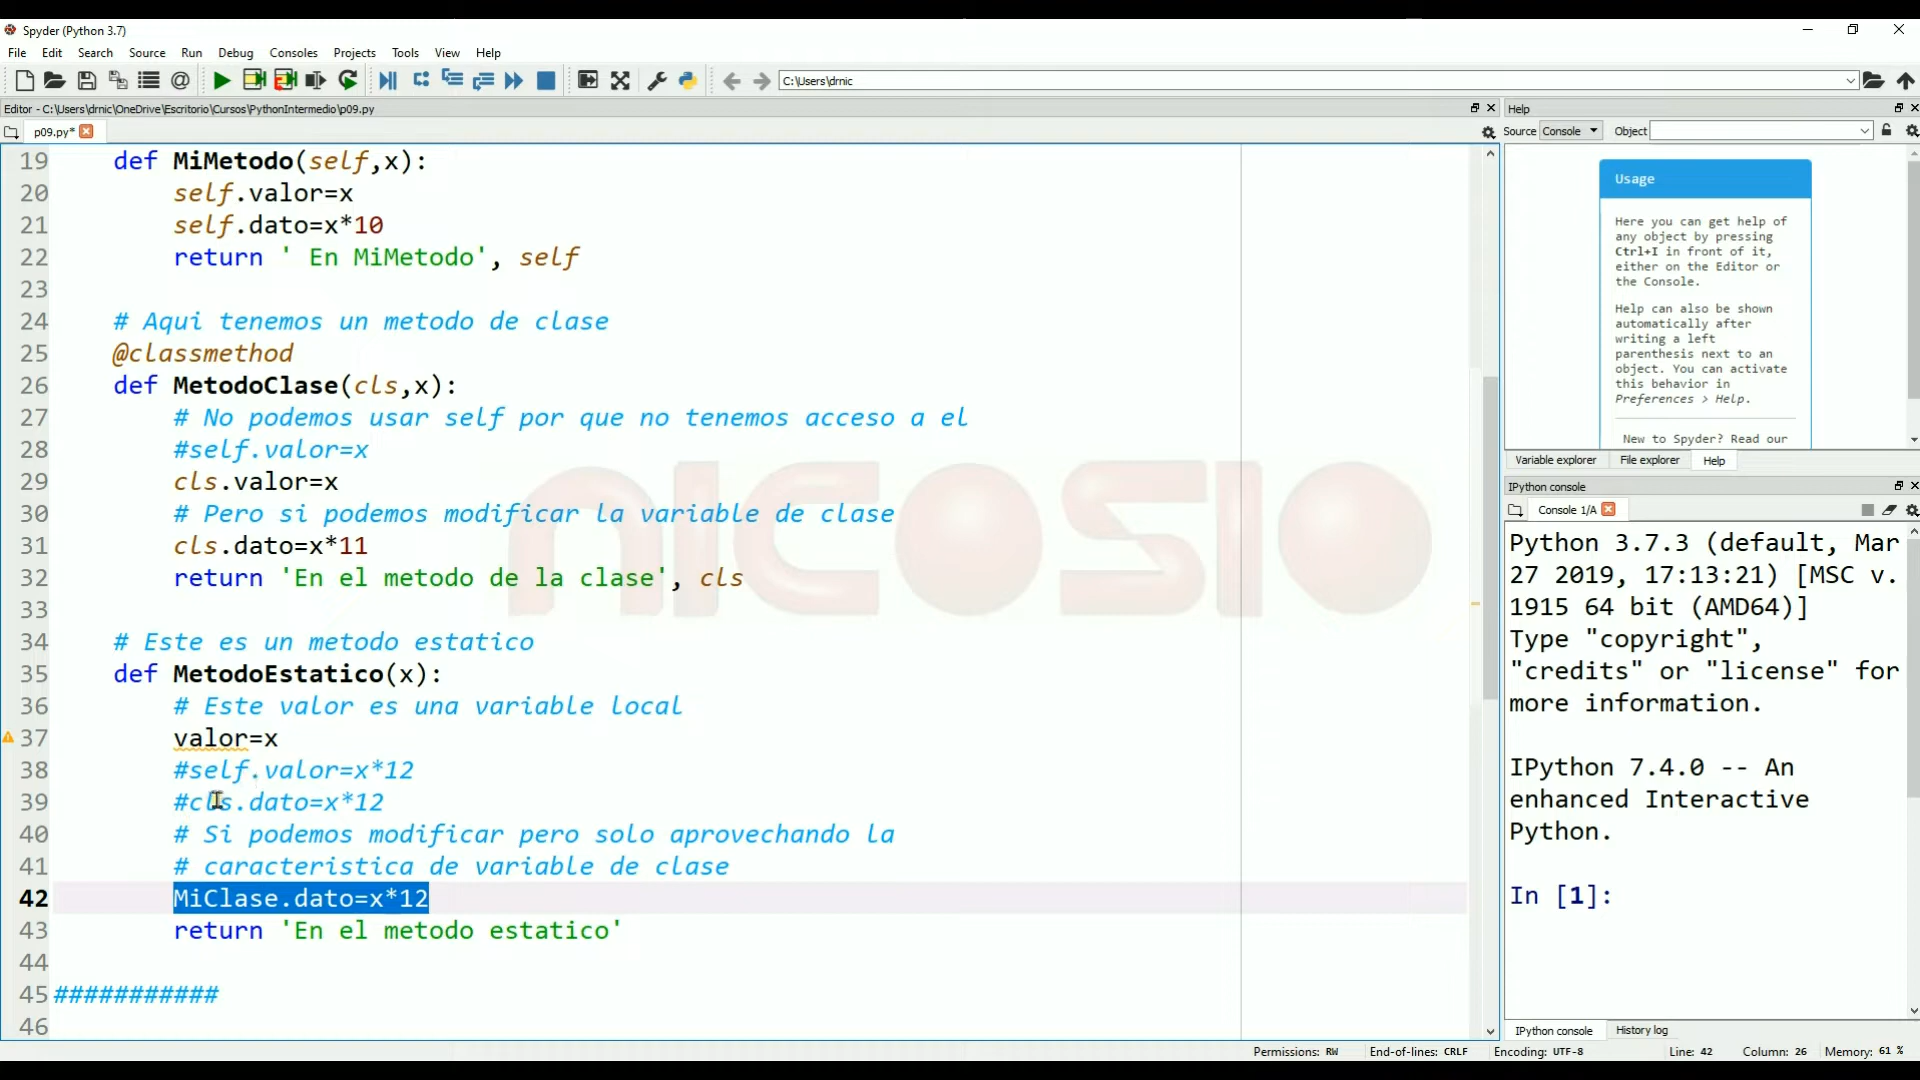 Spyder (Python 3.7)
File Edit Search Source Run Debug Consoles Projects Tools View Help
C:\Users\drnic
Editor - C:\Users\drnic\OneDrive\Escritorio\Cursos\PythonIntermedio\p09.py
p09.py*
19 def MiMetodo(self,x):
20 self.valor=x
21 self.dato=x*10
22 return ' En MiMetodo', self
23
24 # Aqui tenemos un metodo de clase
25 @classmethod
26 def MetodoClase(cls,x):
27 # No podemos usar self por que no tenemos acceso a el
28 #self.valor=x
29 cls.valor=x
30 # Pero si podemos modificar la variable de clase
31 cls.dato=x*11
32 return 'En el metodo de la clase', cls
33
34 # Este es un metodo estatico
35 def MetodoEstatico(x):
36 # Este valor es una variable local
37 valor=x
38 #self.valor=x*12
39 #cls.dato=x*12
40 # Si podemos modificar pero solo aprovechando la
41 # caracteristica de variable de clase
42 MiClase.dato=x*12
43 return 'En el metodo estatico'
44
45 ###########
46
NICOSIO
Help
Source Console Object
Usage
Here you can get help of
any object by pressing
Ctrl+I in front of it,
either on the Editor or
the Console.
Help can also be shown
automatically after
writing a left
parenthesis next to an
object. You can activate
this behavior in
Preferences > Help.
New to Spyder? Read our
Variable explorer File explorer Help
IPython console
Console 1/A
Python 3.7.3 (default, Mar
27 2019, 17:13:21) [MSC v.
1915 64 bit (AMD64)]
Type "copyright",
"credits" or "license" for
more information.
IPython 7.4.0 -- An
enhanced Interactive
Python.
In [1]:
IPython console History log
Permissions: RW End-of-lines: CRLF Encoding: UTF-8 Line: 42 Column: 26 Memory: 61 %